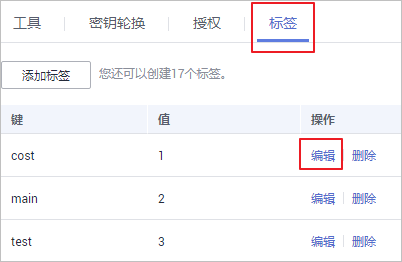 工具 密钥轮换 授权 标签
添加标签 您还可以创建17个标签。
键 值 操作
cost 1 编辑 删除
main 2 编辑 删除
test 3 编辑 删除